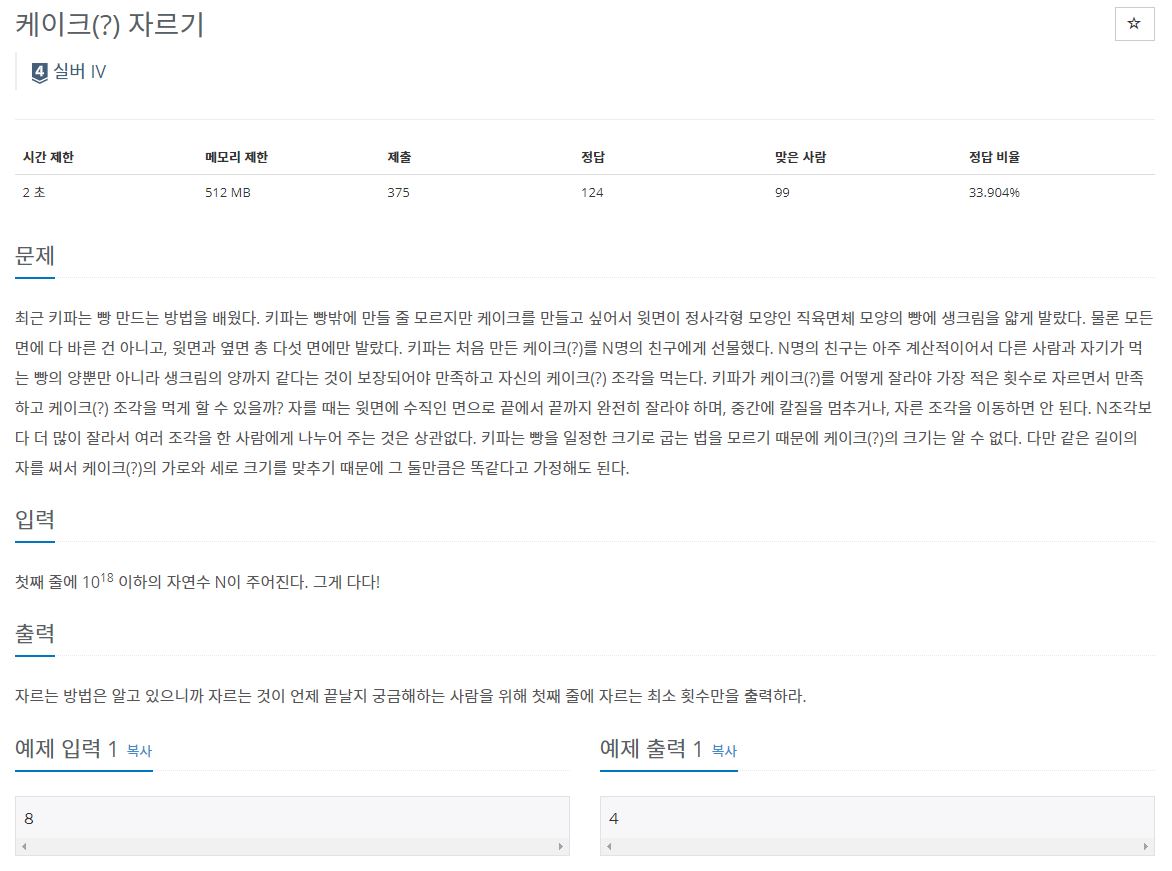 케이크(?) 자르기
☆
4 실버 IV
시간 제한 메모리 제한 제출 정답 맞은 사람 정답 비율
2 초 512 MB 375 124 99 33.904%
문제
최근 키파는 빵 만드는 방법을 배웠다. 키파는 빵밖에 만들 줄 모르지만 케이크를 만들고 싶어서 윗면이 정사각형 모양인 직육면체 모양의 빵에 생크림을 얇게 발랐다. 물론 모든
면에 다 바른 건 아니고, 윗면과 옆면 총 다섯 면에만 발랐다. 키파는 처음 만든 케이크(?)를 N명의 친구에게 선물했다. N명의 친구는 아주 계산적이어서 다른 사람과 자기가 먹
는 빵의 양뿐만 아니라 생크림의 양까지 같다는 것이 보장되어야 만족하고 자신의 케이크(?) 조각을 먹는다. 키파가 케이크(?)를 어떻게 잘라야 가장 적은 횟수로 자르면서 만족
하고 케이크(?) 조각을 먹게 할 수 있을까? 자를 때는 윗면에 수직인 면으로 끝에서 끝까지 완전히 잘라야 하며, 중간에 칼질을 멈추거나, 자른 조각을 이동하면 안 된다. N조각보
다 더 많이 잘라서 여러 조각을 한 사람에게 나누어 주는 것은 상관없다. 키파는 빵을 일정한 크기로 굽는 법을 모르기 때문에 케이크(?)의 크기는 알 수 없다. 다만 같은 길이의
자를 써서 케이크(?)의 가로와 세로 크기를 맞추기 때문에 그 둘만큼은 똑같다고 가정해도 된다.
입력
첫째 줄에 10^18 이하의 자연수 N이 주어진다. 그게 다다!
출력
자르는 방법은 알고 있으니까 자르는 것이 언제 끝날지 궁금해하는 사람을 위해 첫째 줄에 자르는 최소 횟수만을 출력하라.
예제 입력 1 복사
8
예제 출력 1 복사
4